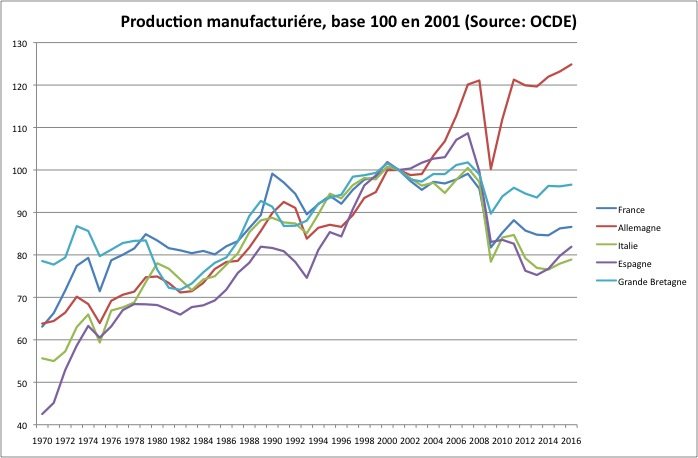 Production manufacturiére, base 100 en 2001 (Source: OCDE)
130
120
110
100
90
80
70
60
50
40
1970 1972 1974 1976 1978 1980 1982 1984 1986 1988 1990 1992 1994 1996 1998 2000 2002 2004 2006 2008 2010 2012 2014 2016
France
Allemagne
Italie
Espagne
Grande Bretagne